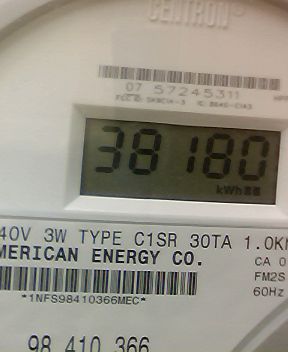 CENTRON®
07 57245311
38180
kWh
40V 3W TYPE C1SR 30TA 1.0K
MERICAN ENERGY CO.
CA 0
FM2S
60Hz
*1NFS98410366MEC*
98 410 366